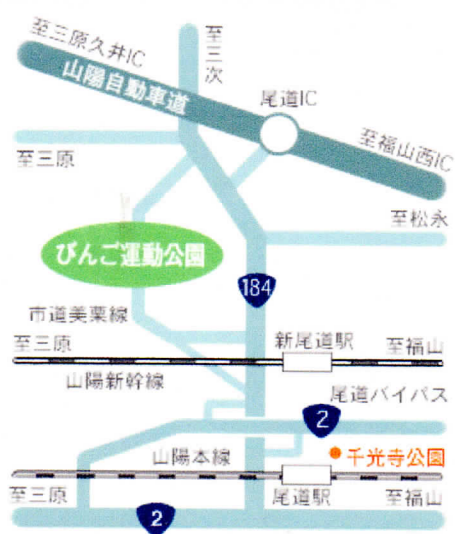 至三原久井IC
至三次
山陽自動車道
尾道IC
至福山西IC
至三原
至松永
びんご運動公園
184
市道美栗線
至三原
新尾道駅
至福山
山陽新幹線
尾道バイパス
2
山陽本線
千光寺公園
至三原
尾道駅
至福山
2